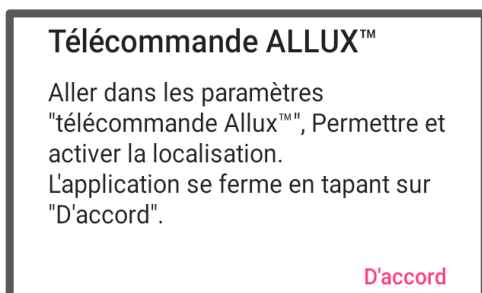 Télécommande ALLUX™
Aller dans les paramètres
"télécommande Allux™", Permettre et
activer la localisation.
L'application se ferme en tapant sur
"D'accord".
D'accord